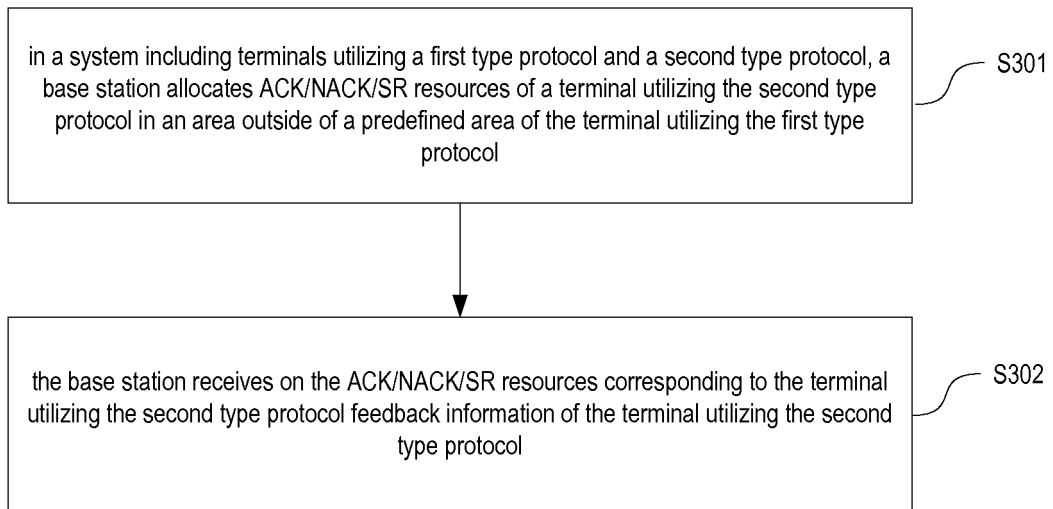 in a system including terminals utilizing a first type protocol and a second type protocol, a
base station allocates ACK/NACK/SR resources of a terminal utilizing the second type
protocol in an area outside of a predefined area of the terminal utilizing the first type
protocol
S301
the base station receives on the ACK/NACK/SR resources corresponding to the terminal
utilizing the second type protocol feedback information of the terminal utilizing the second
type protocol
S302